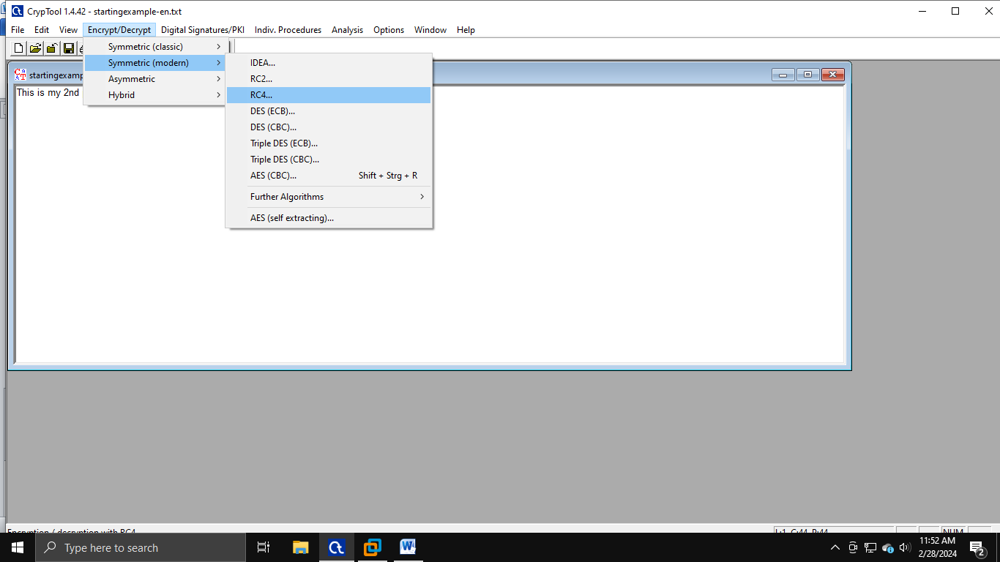 CrypTool 1.4.42 - startingexample-en.txt
File Edit View Encrypt/Decrypt Digital Signatures/PKI Indiv. Procedures Analysis Options Window Help
Symmetric (classic)
Symmetric (modern)
Asymmetric
Hybrid
IDEA...
RC2...
RC4...
DES (ECB)...
DES (CBC)...
Triple DES (ECB)...
Triple DES (CBC)...
AES (CBC)... Shift + Strg + R
Further Algorithms
AES (self extracting)...
startingexamp
This is my 2nd
Encryption / decryption with RC4
L:1 C:44 P:44
NUM
Type here to search
11:52 AM
2/28/2024
2